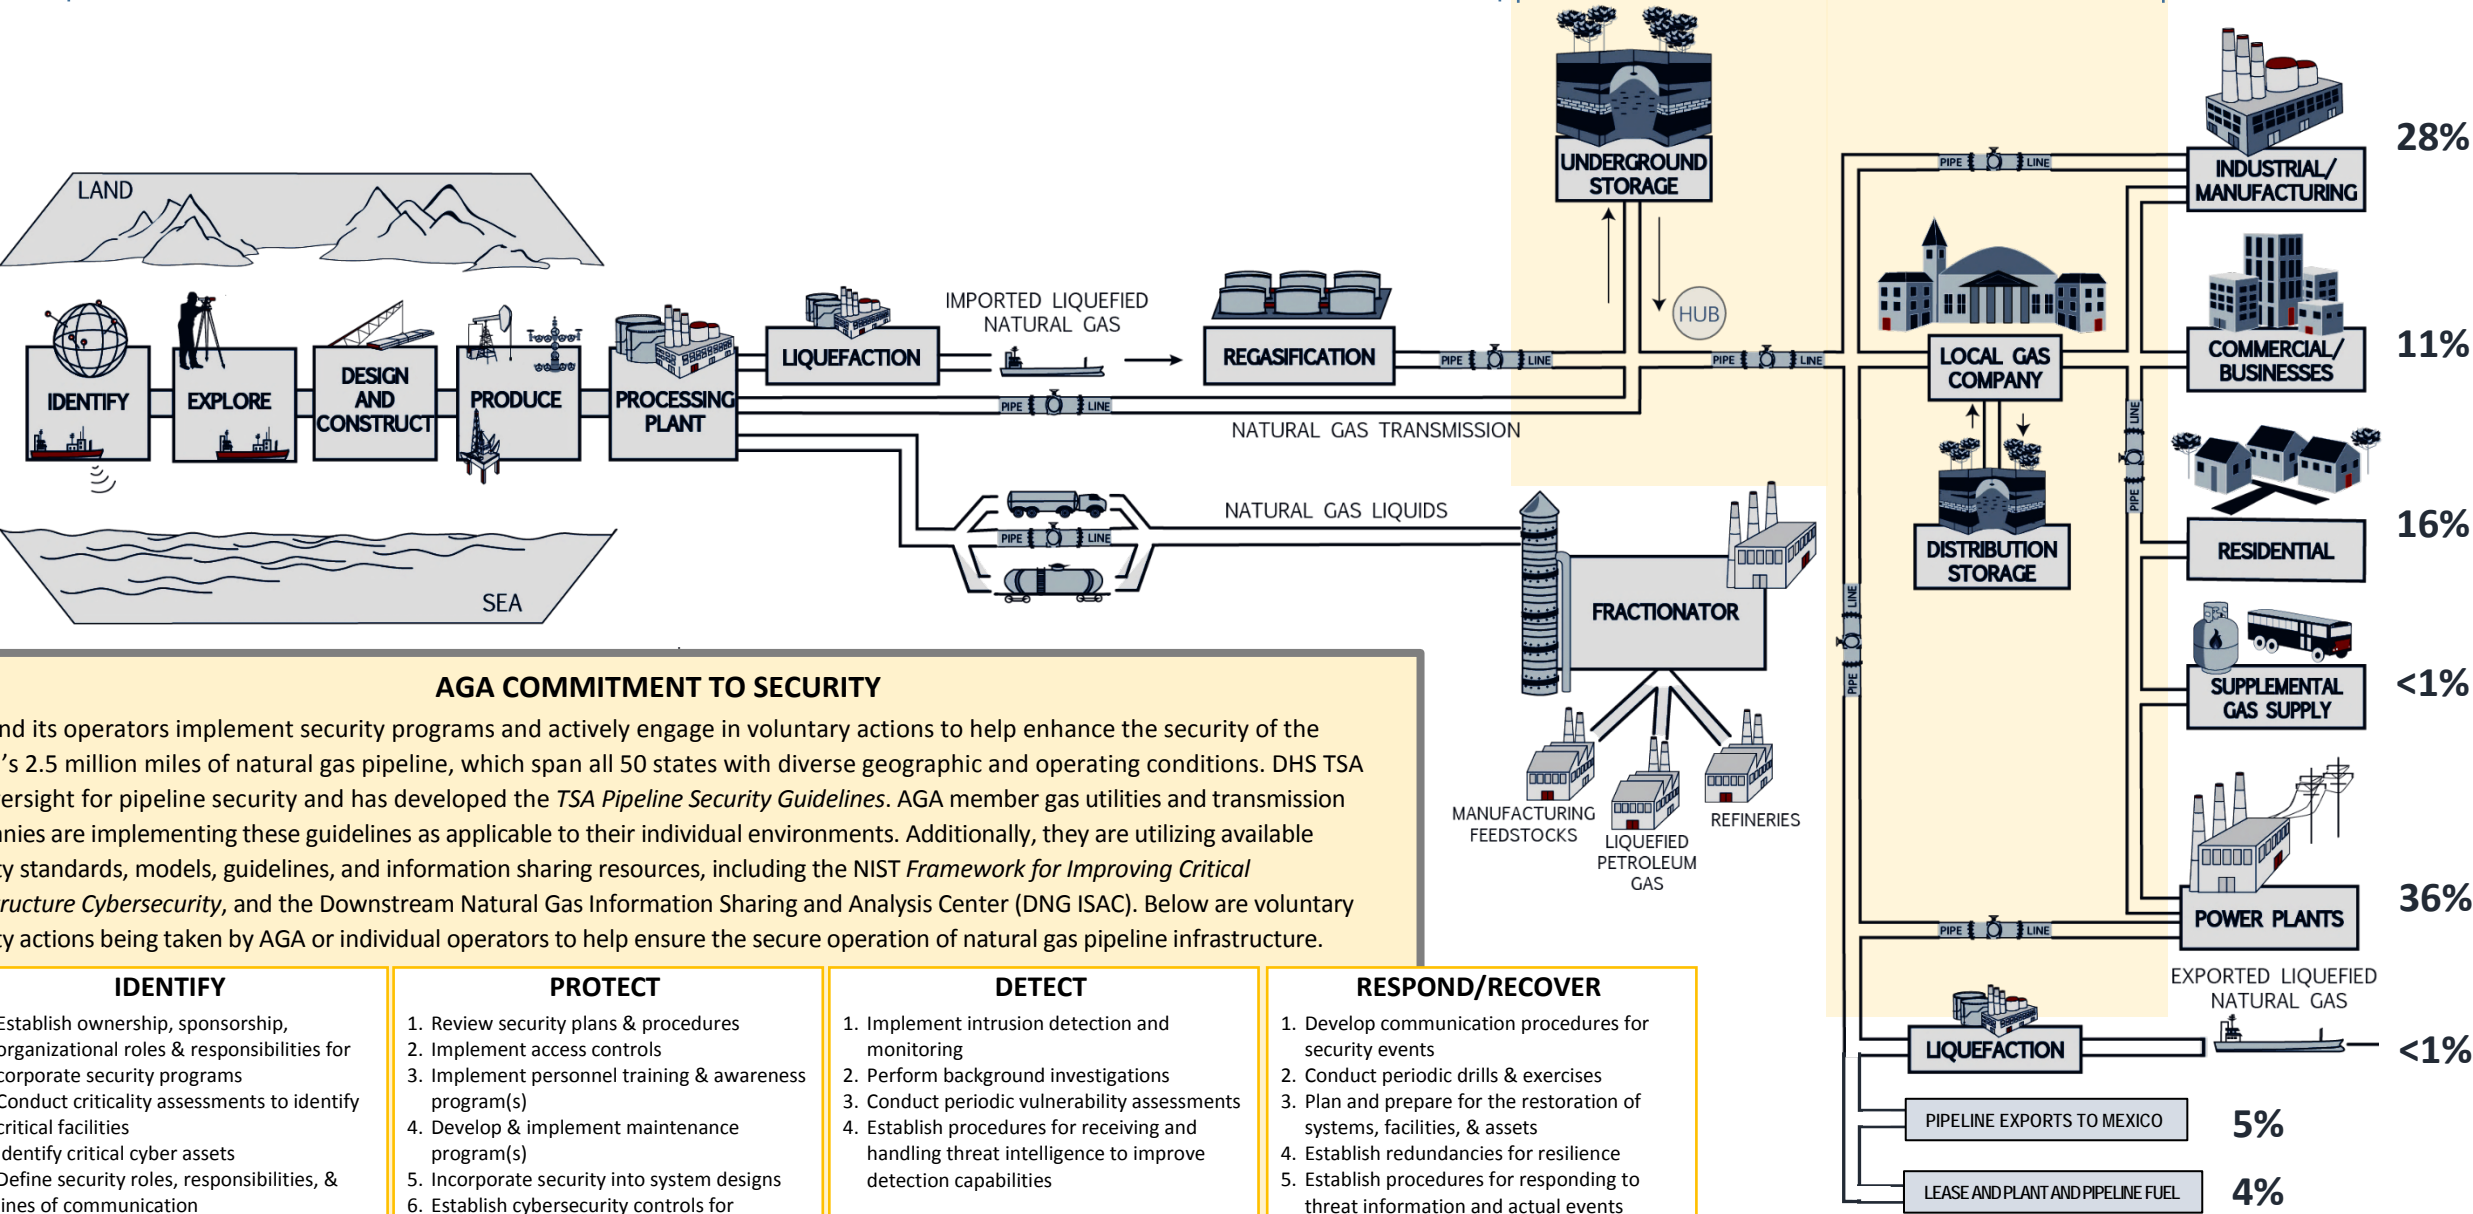 LAND
IDENTIFY
EXPLORE
DESIGN
AND
CONSTRUCT
PRODUCE
PROCESSING
PLANT
SEA
LIQUEFACTION
IMPORTED LIQUEFIED
NATURAL GAS
REGASIFICATION
PIPE LINE
PIPE LINE
NATURAL GAS TRANSMISSION
NATURAL GAS LIQUIDS
PIPE LINE
UNDERGROUND
STORAGE
HUB
PIPE LINE
FRACTIONATOR
MANUFACTURING
FEEDSTOCKS
LIQUEFIED
PETROLEUM
GAS
REFINERIES
PIPE LINE
LOCAL GAS
COMPANY
DISTRIBUTION
STORAGE
PIPE LINE
PIPE LINE
PIPE LINE
INDUSTRIAL/
MANUFACTURING
28%
COMMERCIAL/
BUSINESSES
11%
RESIDENTIAL
16%
SUPPLEMENTAL
GAS SUPPLY
<1%
POWER PLANTS
36%
EXPORTED LIQUEFIED
NATURAL GAS
LIQUEFACTION
<1%
PIPELINE EXPORTS TO MEXICO
5%
LEASE AND PLANT AND PIPELINE FUEL
4%
AGA COMMITMENT TO SECURITY
nd its operators implement security programs and actively engage in voluntary actions to help enhance the security of the
's 2.5 million miles of natural gas pipeline, which span all 50 states with diverse geographic and operating conditions. DHS TSA
ersight for pipeline security and has developed the TSA Pipeline Security Guidelines. AGA member gas utilities and transmission
anies are implementing these guidelines as applicable to their individual environments. Additionally, they are utilizing available
ty standards, models, guidelines, and information sharing resources, including the NIST Framework for Improving Critical
ructure Cybersecurity, and the Downstream Natural Gas Information Sharing and Analysis Center (DNG ISAC). Below are voluntary
ty actions being taken by AGA or individual operators to help ensure the secure operation of natural gas pipeline infrastructure.
IDENTIFY
Establish ownership, sponsorship,
organizational roles & responsibilities for
corporate security programs
Conduct criticality assessments to identify
critical facilities
Identify critical cyber assets
Define security roles, responsibilities, &
lines of communication
PROTECT
1. Review security plans & procedures
2. Implement access controls
3. Implement personnel training & awareness
program(s)
4. Develop & implement maintenance
program(s)
5. Incorporate security into system designs
6. Establish cybersecurity controls for
DETECT
1. Implement intrusion detection and
monitoring
2. Perform background investigations
3. Conduct periodic vulnerability assessments
4. Establish procedures for receiving and
handling threat intelligence to improve
detection capabilities
RESPOND/RECOVER
1. Develop communication procedures for
security events
2. Conduct periodic drills & exercises
3. Plan and prepare for the restoration of
systems, facilities, & assets
4. Establish redundancies for resilience
5. Establish procedures for responding to
threat information and actual events